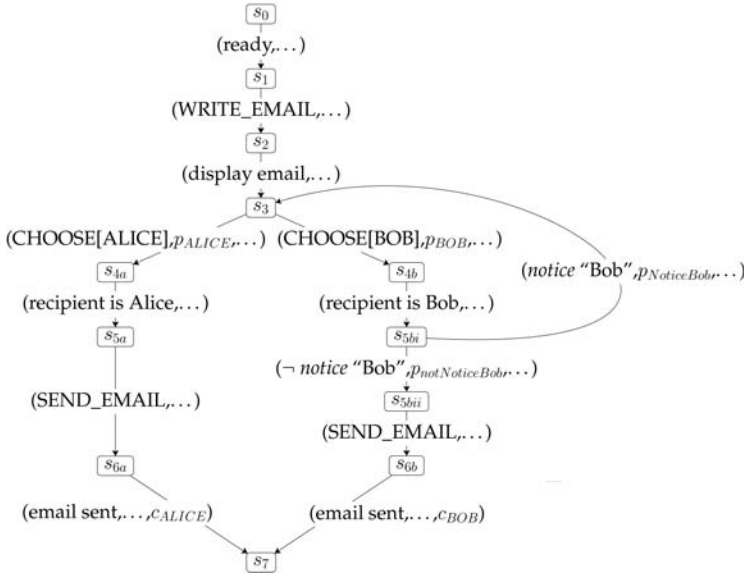 s0
(ready,...)
s1
(WRITE_EMAIL,...)
s2
(display email,...)
s3
(CHOOSE[ALICE],pALICE,...) (CHOOSE[BOB],pBOB,...)
s4a s4b (notice “Bob”,pNoticeBob,...)
(recipient is Alice,...) (recipient is Bob,...)
s5a s5bi
(¬ notice “Bob”,pnotNoticeBob,...)
(SEND_EMAIL,...) s5bii
(SEND_EMAIL,...)
s6a s6b
(email sent,...,cALICE) (email sent,...,cBOB)
s7